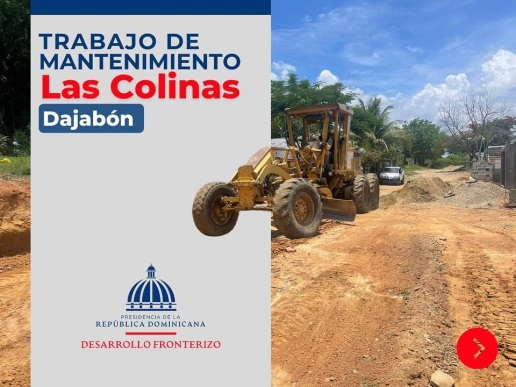 TRABAJO DE
MANTENIMIENTO
Las Colinas
Dajabón
PRESIDENCIA DE LA
REPÚBLICA DOMINICANA
DESARROLLO FRONTERIZO